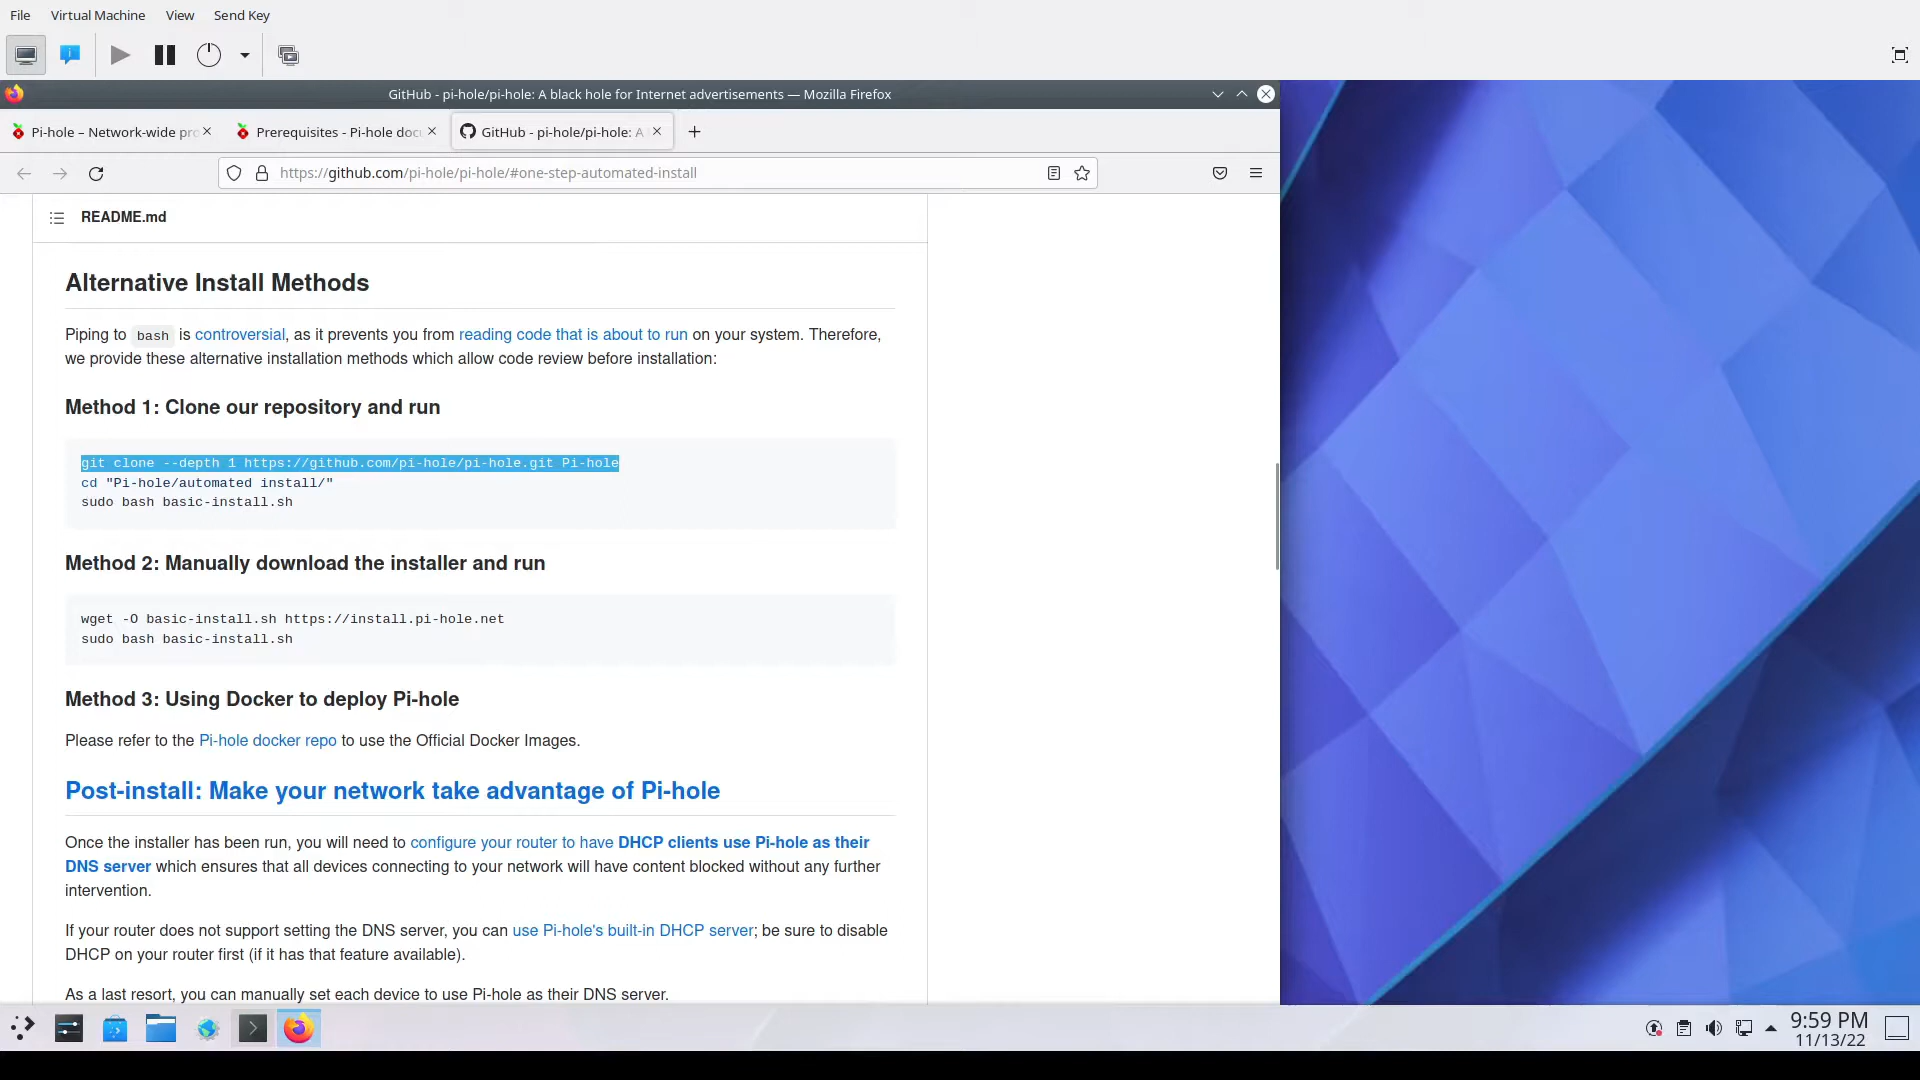 File Virtual Machine View Send Key
GitHub - pi-hole/pi-hole: A black hole for Internet advertisements — Mozilla Firefox
Pi-hole – Network-wide pro Prerequisites - Pi-hole docu GitHub - pi-hole/pi-hole: A
https://github.com/pi-hole/pi-hole/#one-step-automated-install
README.md
Alternative Install Methods
Piping to bash is controversial, as it prevents you from reading code that is about to run on your system. Therefore,
we provide these alternative installation methods which allow code review before installation:
Method 1: Clone our repository and run
git clone --depth 1 https://github.com/pi-hole/pi-hole.git Pi-hole
cd "Pi-hole/automated install/"
sudo bash basic-install.sh
Method 2: Manually download the installer and run
wget -O basic-install.sh https://install.pi-hole.net
sudo bash basic-install.sh
Method 3: Using Docker to deploy Pi-hole
Please refer to the Pi-hole docker repo to use the Official Docker Images.
Post-install: Make your network take advantage of Pi-hole
Once the installer has been run, you will need to configure your router to have DHCP clients use Pi-hole as their
DNS server which ensures that all devices connecting to your network will have content blocked without any further
intervention.
If your router does not support setting the DNS server, you can use Pi-hole's built-in DHCP server; be sure to disable
DHCP on your router first (if it has that feature available).
As a last resort, you can manually set each device to use Pi-hole as their DNS server.
9:59 PM
11/13/22